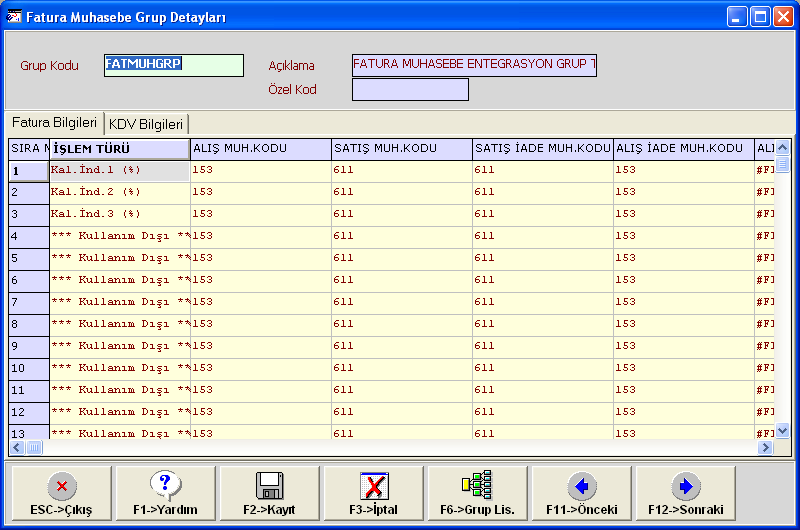 Fatura Muhasebe Grup Detayları
Grup Kodu FATMUHGRP Açıklama FATURA MUHASEBE ENTEGRASYON GRUP T
Özel Kod
Fatura Bilgileri KDV Bilgileri
SIRA N İŞLEM TÜRÜ ALIŞ MUH.KODU SATIŞ MUH.KODU SATIŞ İADE MUH.KODU ALIŞ İADE MUH.KODU ALI
1 Kal.İnd.1 (%) 153 611 611 153 #FI
2 Kal.İnd.2 (%) 153 611 611 153 #FI
3 Kal.İnd.3 (%) 153 611 611 153 #FI
4 *** Kullanım Dışı ** 153 611 611 153 #FI
5 *** Kullanım Dışı ** 153 611 611 153 #FI
6 *** Kullanım Dışı ** 153 611 611 153 #FI
7 *** Kullanım Dışı ** 153 611 611 153 #FI
8 *** Kullanım Dışı ** 153 611 611 153 #FI
9 *** Kullanım Dışı ** 153 611 611 153 #FI
10 *** Kullanım Dışı ** 153 611 611 153 #FI
11 *** Kullanım Dışı ** 153 611 611 153 #FI
12 *** Kullanım Dışı ** 153 611 611 153 #FI
13 *** Kullanım Dışı ** 153 611 611 153 #FI
ESC->Çıkış F1->Yardım F2->Kayıt F3->İptal F6->Grup Lis. F11->Önceki F12->Sonraki